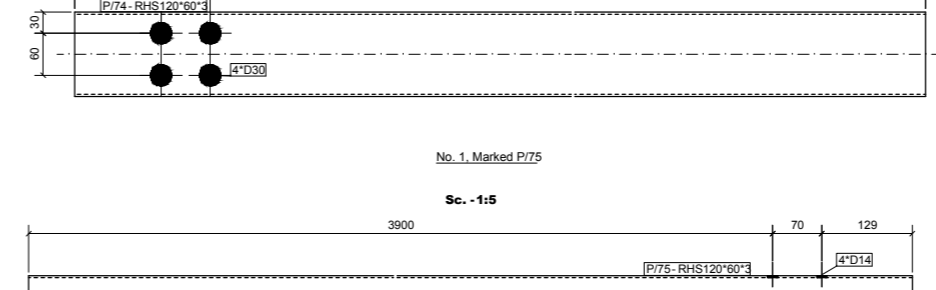 P/74- RHS120*60*3
30
60
4*D30
No. 1, Marked P/75
Sc. -1:5
3900 70 129
4*D14
P/75- RHS120*60*3